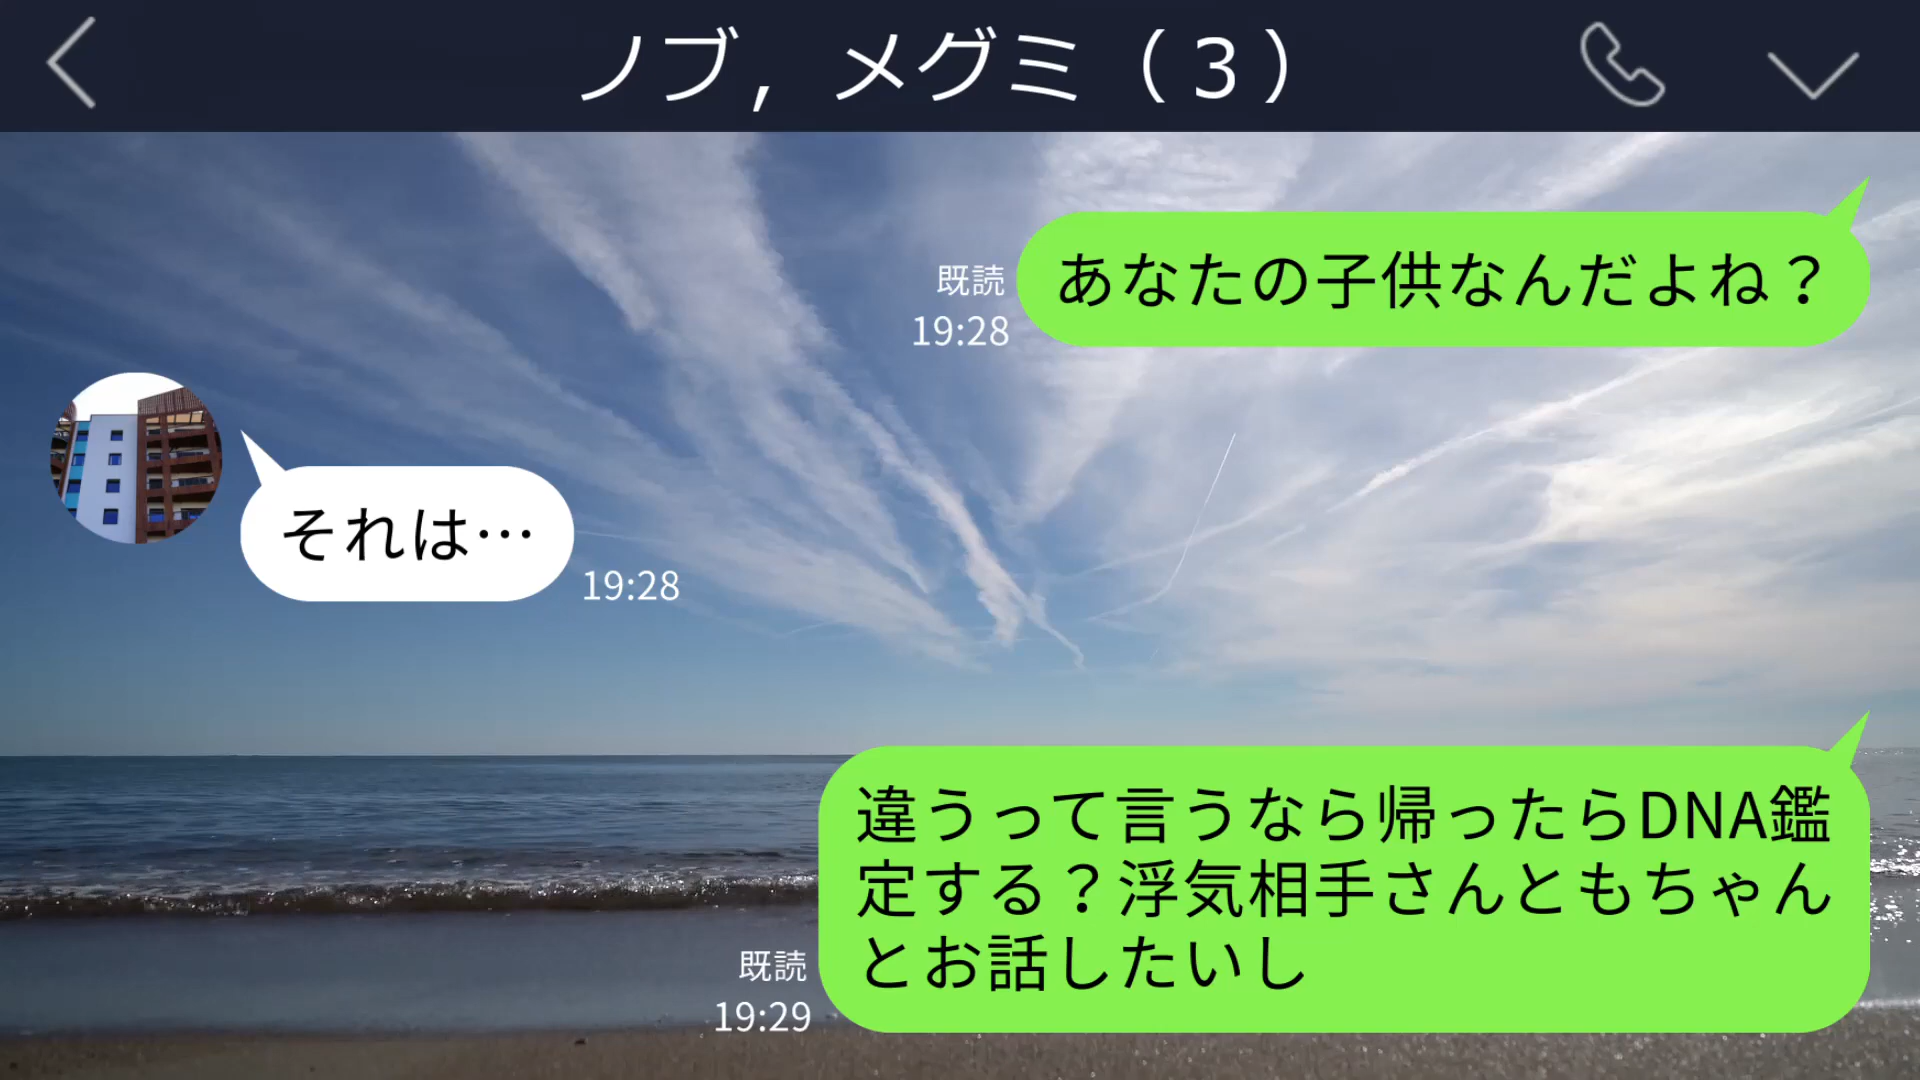 ノブ，メグミ（３）
あなたの子供なんだよね？
既読
19:28
それは…
19:28
違うって言うなら帰ったらDNA鑑
定する？浮気相手さんともちゃん
とお話したいし
既読
19:29